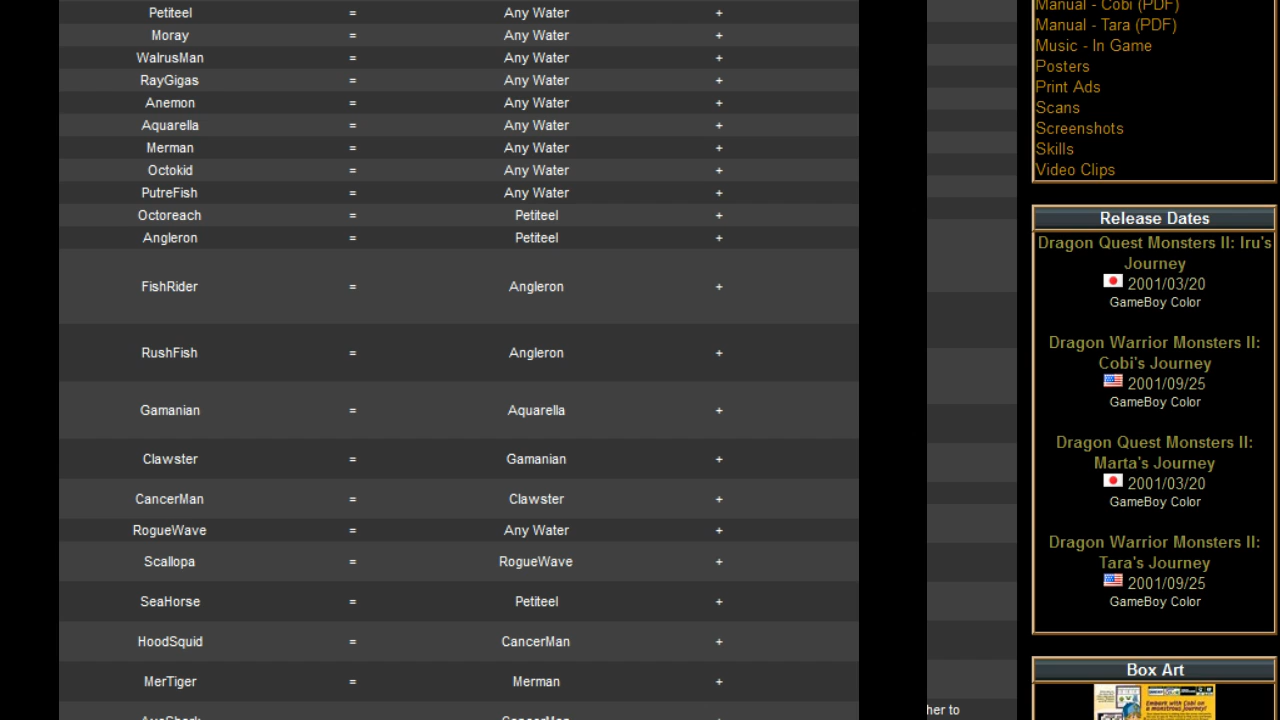 Petiteel = Any Water +
Moray = Any Water +
WalrusMan = Any Water +
RayGigas = Any Water +
Anemon = Any Water +
Aquarella = Any Water +
Merman = Any Water +
Octokid = Any Water +
PutreFish = Any Water +
Octoreach = Petiteel +
Angleron = Petiteel +
FishRider = Angleron +
RushFish = Angleron +
Gamanian = Aquarella +
Clawster = Gamanian +
CancerMan = Clawster +
RogueWave = Any Water +
Scallopa = RogueWave +
SeaHorse = Petiteel +
HoodSquid = CancerMan +
MerTiger = Merman +
her to
Manual - Cobi (PDF)
Manual - Tara (PDF)
Music - In Game
Posters
Print Ads
Scans
Screenshots
Skills
Video Clips
Release Dates
Dragon Quest Monsters II: Iru's
Journey
2001/03/20
GameBoy Color
Dragon Warrior Monsters II:
Cobi's Journey
2001/09/25
GameBoy Color
Dragon Quest Monsters II:
Marta's Journey
2001/03/20
GameBoy Color
Dragon Warrior Monsters II:
Tara's Journey
2001/09/25
GameBoy Color
Box Art
Embark with Cobi on
a monstrous journey!